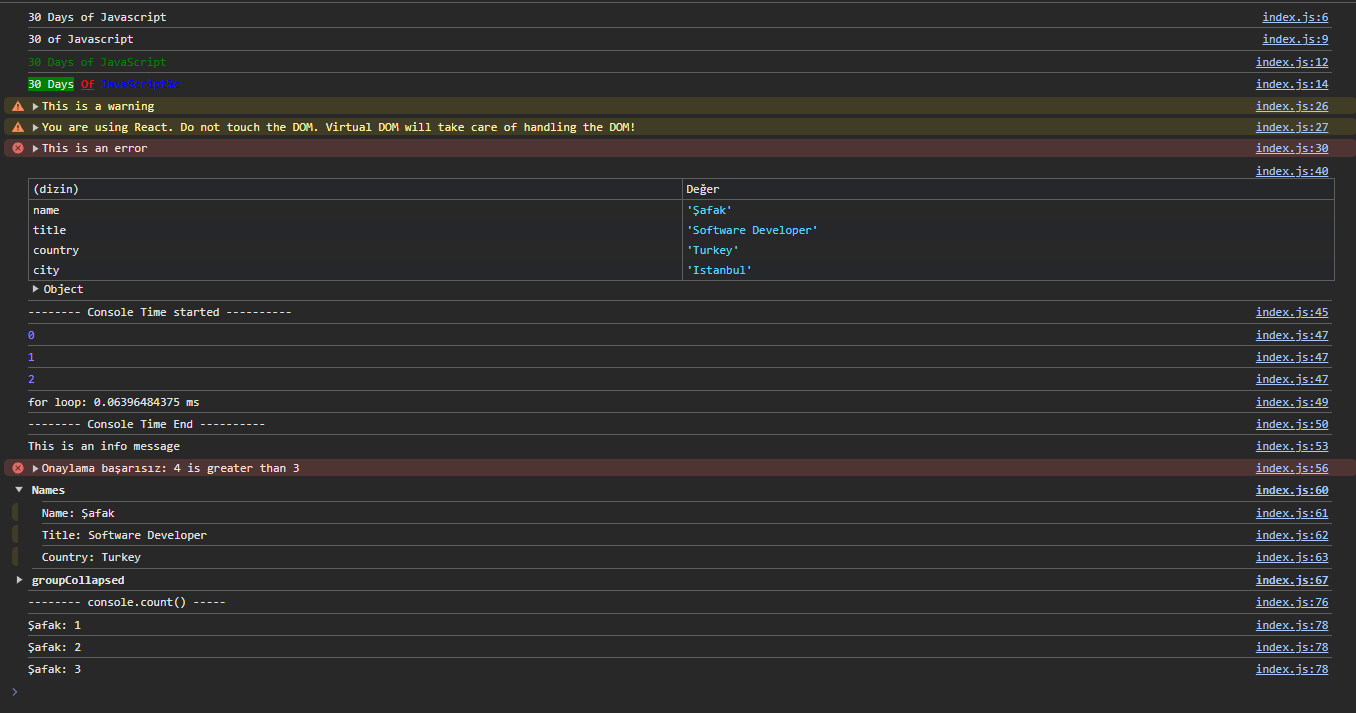 30 Days of Javascript index.js:6
30 of Javascript index.js:9
30 Days of JavaScript index.js:12
30 Days Of JavaScript%c index.js:14
This is a warning index.js:26
You are using React. Do not touch the DOM. Virtual DOM will take care of handling the DOM! index.js:27
This is an error index.js:30
index.js:40
(dizin) Değer
name 'Şafak'
title 'Software Developer'
country 'Turkey'
city 'Istanbul'
Object
-------- Console Time started ---------- index.js:45
0 index.js:47
1 index.js:47
2 index.js:47
for loop: 0.06396484375 ms index.js:49
-------- Console Time End ---------- index.js:50
This is an info message index.js:53
Onaylama başarısız: 4 is greater than 3 index.js:56
Names index.js:60
Name: Şafak index.js:61
Title: Software Developer index.js:62
Country: Turkey index.js:63
groupCollapsed index.js:67
-------- console.count() ----- index.js:76
Şafak: 1 index.js:78
Şafak: 2 index.js:78
Şafak: 3 index.js:78